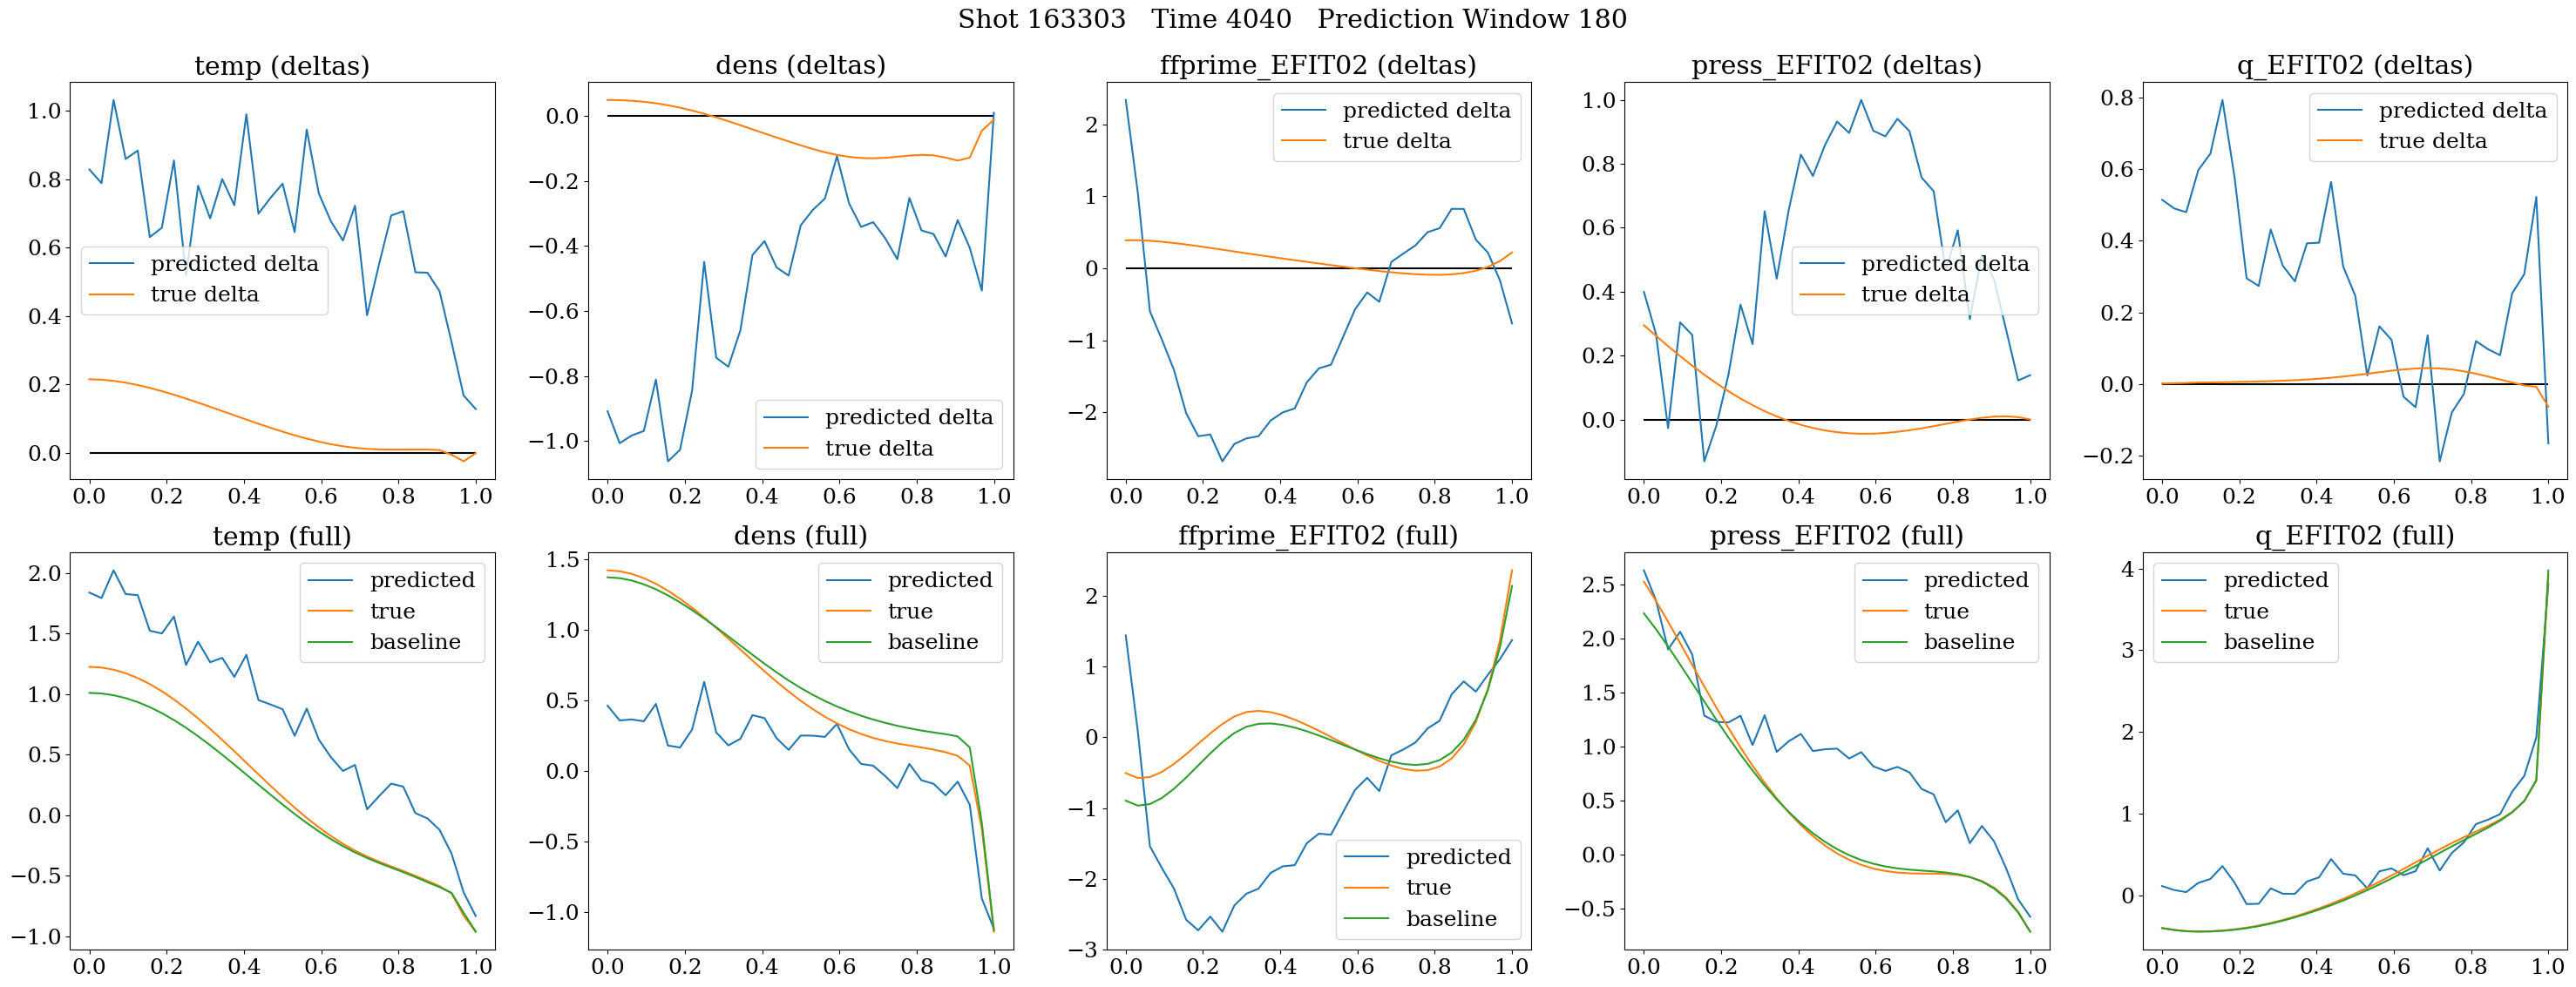 Shot 163303   Time 4040   Prediction Window 180
temp (deltas)
1.0
0.8
0.6
0.4
0.2
0.0
predicted delta
true delta
0.0 0.2 0.4 0.6 0.8 1.0
dens (deltas)
0.0
−0.2
−0.4
−0.6
−0.8
−1.0
predicted delta
true delta
0.0 0.2 0.4 0.6 0.8 1.0
ffprime_EFIT02 (deltas)
2
1
0
−1
−2
predicted delta
true delta
0.0 0.2 0.4 0.6 0.8 1.0
press_EFIT02 (deltas)
1.0
0.8
0.6
0.4
0.2
0.0
predicted delta
true delta
0.0 0.2 0.4 0.6 0.8 1.0
q_EFIT02 (deltas)
0.8
0.6
0.4
0.2
0.0
−0.2
predicted delta
true delta
0.0 0.2 0.4 0.6 0.8 1.0
temp (full)
2.0
1.5
1.0
0.5
0.0
−0.5
−1.0
predicted
true
baseline
0.0 0.2 0.4 0.6 0.8 1.0
dens (full)
1.5
1.0
0.5
0.0
−0.5
−1.0
predicted
true
baseline
0.0 0.2 0.4 0.6 0.8 1.0
ffprime_EFIT02 (full)
2
1
0
−1
−2
−3
predicted
true
baseline
0.0 0.2 0.4 0.6 0.8 1.0
press_EFIT02 (full)
2.5
2.0
1.5
1.0
0.5
0.0
−0.5
predicted
true
baseline
0.0 0.2 0.4 0.6 0.8 1.0
q_EFIT02 (full)
4
3
2
1
0
predicted
true
baseline
0.0 0.2 0.4 0.6 0.8 1.0